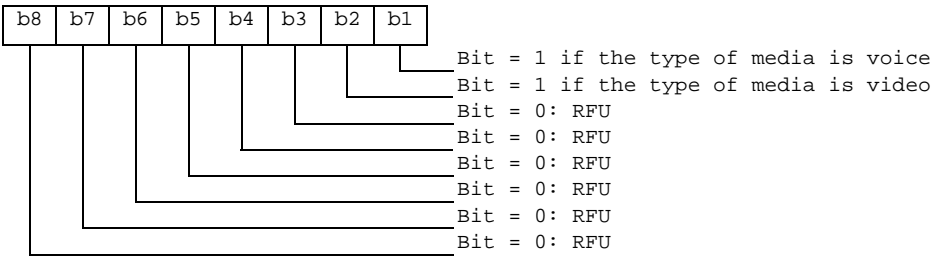 b8 b7 b6 b5 b4 b3 b2 b1
Bit = 1 if the type of media is voice
Bit = 1 if the type of media is video
Bit = 0: RFU
Bit = 0: RFU
Bit = 0: RFU
Bit = 0: RFU
Bit = 0: RFU
Bit = 0: RFU